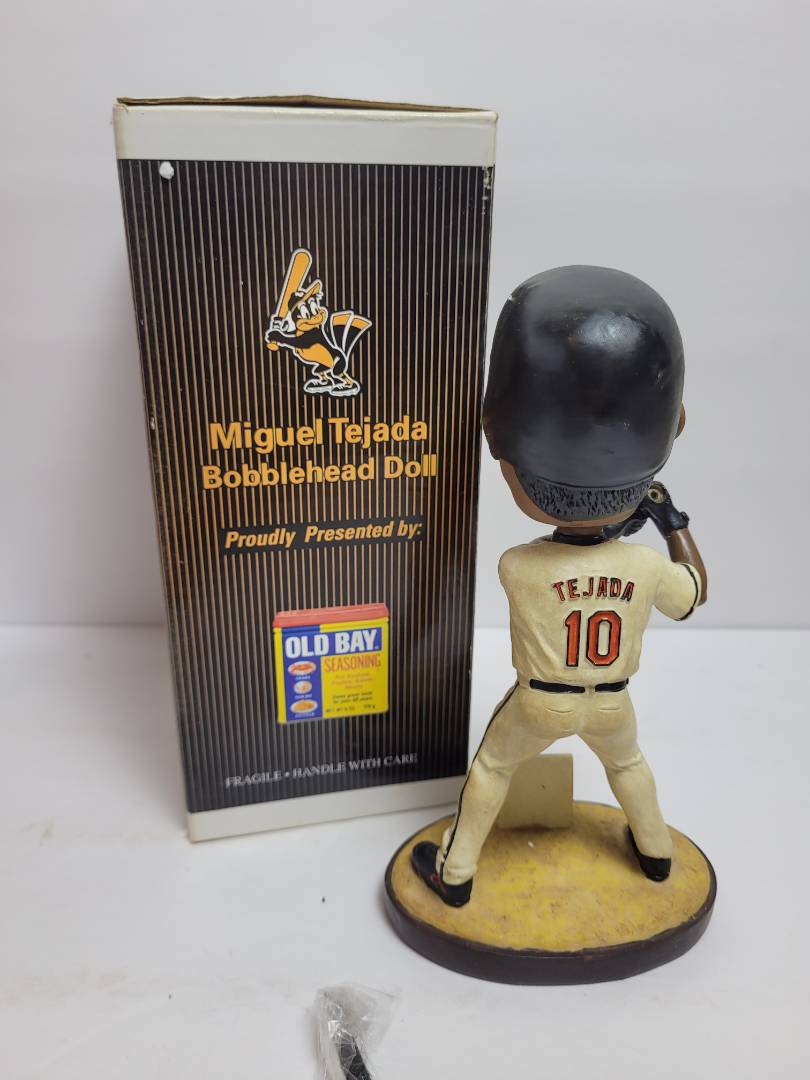 Miguel Tejada
Bobblehead Doll
Proudly Presented by:
OLD BAY
SEASONING
FRAGILE • HANDLE WITH CARE
TEJADA
10